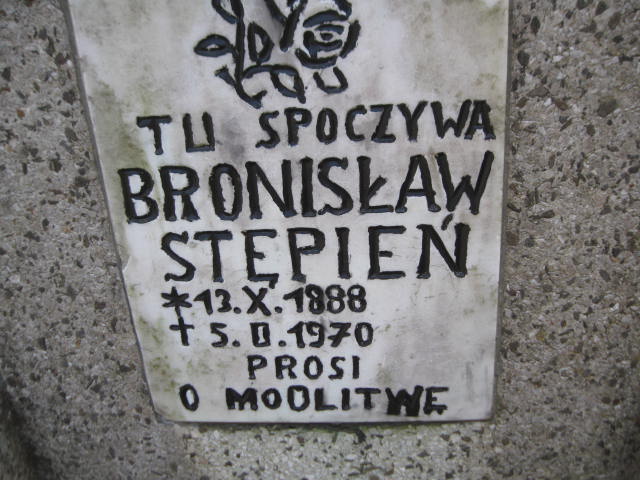 TU SPOCZYWA
BRONISŁAW
STĘPIEŃ
* 13.X.1888
† 5.II.1970
PROSI
O MODLITWĘ